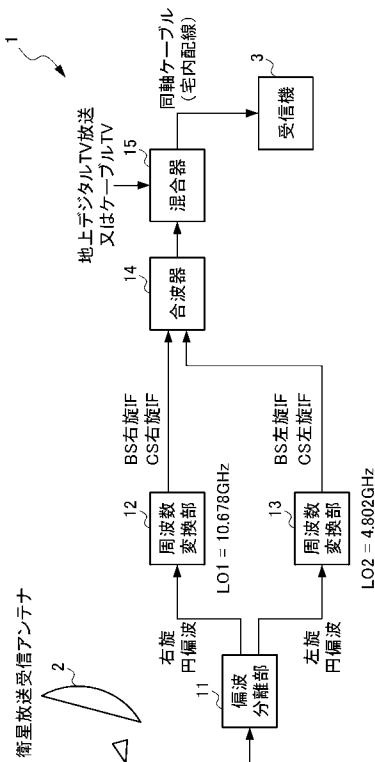 1
衛星放送受信アンテナ
2
11
偏波
分離部
右旋
円偏波
左旋
円偏波
12
周波数
変換部
LO1 = 10.678GHz
13
周波数
変換部
LO2 = 4.802GHz
BS右旋IF
CS右旋IF
BS左旋IF
CS左旋IF
14
合波器
地上デジタルTV放送
又はケーブルTV
15
混合器
同軸ケーブル
(宅内配線)
3
受信機